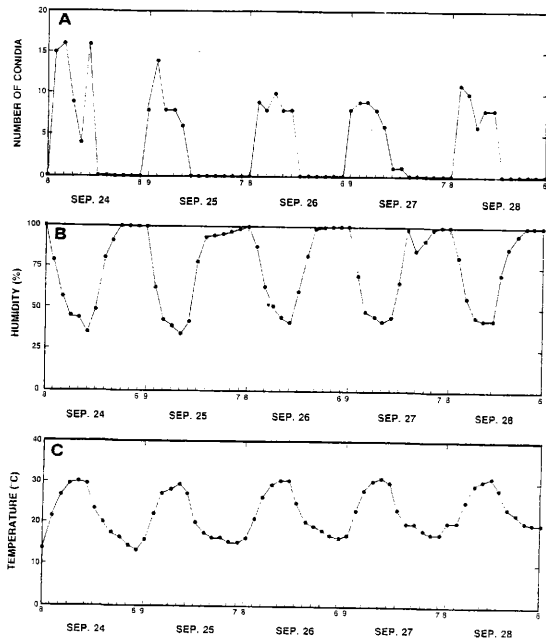 A
NUMBER OF CONIDIA
20
15
10
5
0
8 6 9 7 8 6 9 7 8 6
SEP. 24 SEP. 25 SEP. 26 SEP. 27 SEP. 28
B
HUMIDITY (%)
100
75
50
25
0
8 6 9 7 8 6 9 7 8 6
SEP. 24 SEP. 25 SEP. 26 SEP. 27 SEP. 28
C
TEMPERATURE (°C)
40
30
20
10
0
8 6 9 7 8 6 9 7 8 6
SEP. 24 SEP. 25 SEP. 26 SEP. 27 SEP. 28